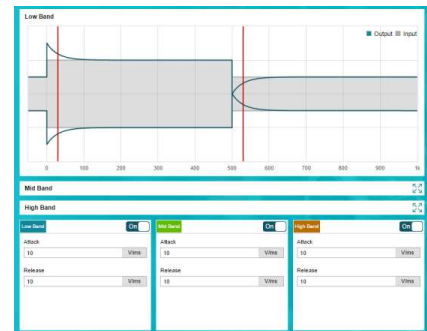 Low Band
Output Input
0 100 200 300 400 500 600 700 800 900 1k
Mid Band
High Band
Low Band On Mid Band On High Band On
Attack Attack Attack
10 V/ms 10 V/ms 10 V/ms
Release Release Release
10 V/ms 10 V/ms 10 V/ms